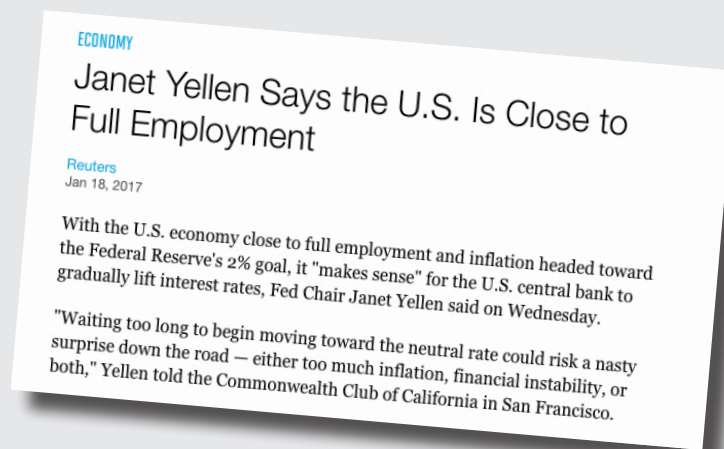 ECONOMY
Janet Yellen Says the U.S. Is Close to
Full Employment
Reuters
Jan 18, 2017
With the U.S. economy close to full employment and inflation headed toward
the Federal Reserve's 2% goal, it "makes sense" for the U.S. central bank to
gradually lift interest rates, Fed Chair Janet Yellen said on Wednesday.
"Waiting too long to begin moving toward the neutral rate could risk a nasty
surprise down the road — either too much inflation, financial instability, or
both," Yellen told the Commonwealth Club of California in San Francisco.